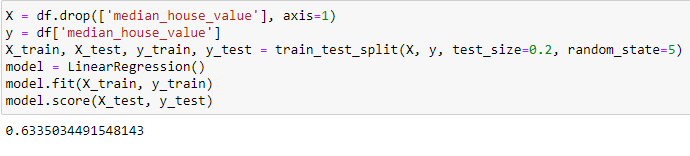 X = df.drop(['median_house_value'], axis=1)
y = df['median_house_value']
X_train, X_test, y_train, y_test = train_test_split(X, y, test_size=0.2, random_state=5)
model = LinearRegression()
model.fit(X_train, y_train)
model.score(X_test, y_test)
0.6335034491548143